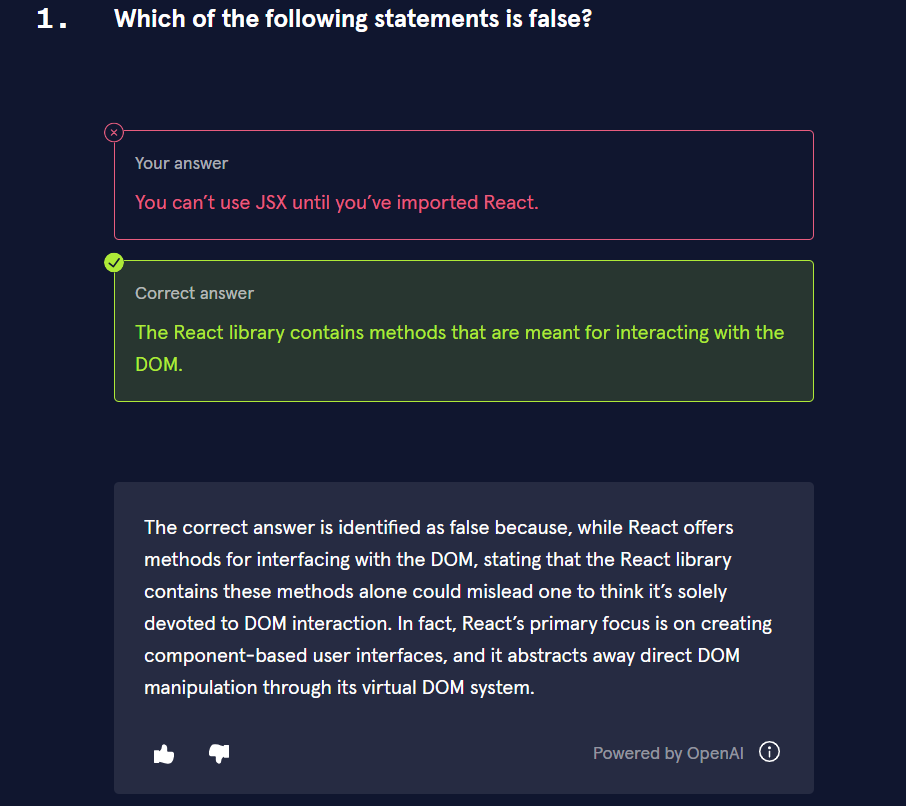 1. Which of the following statements is false?
Your answer
You can’t use JSX until you’ve imported React.
Correct answer
The React library contains methods that are meant for interacting with the
DOM.
The correct answer is identified as false because, while React offers
methods for interfacing with the DOM, stating that the React library
contains these methods alone could mislead one to think it’s solely
devoted to DOM interaction. In fact, React’s primary focus is on creating
component-based user interfaces, and it abstracts away direct DOM
manipulation through its virtual DOM system.
Powered by OpenAI